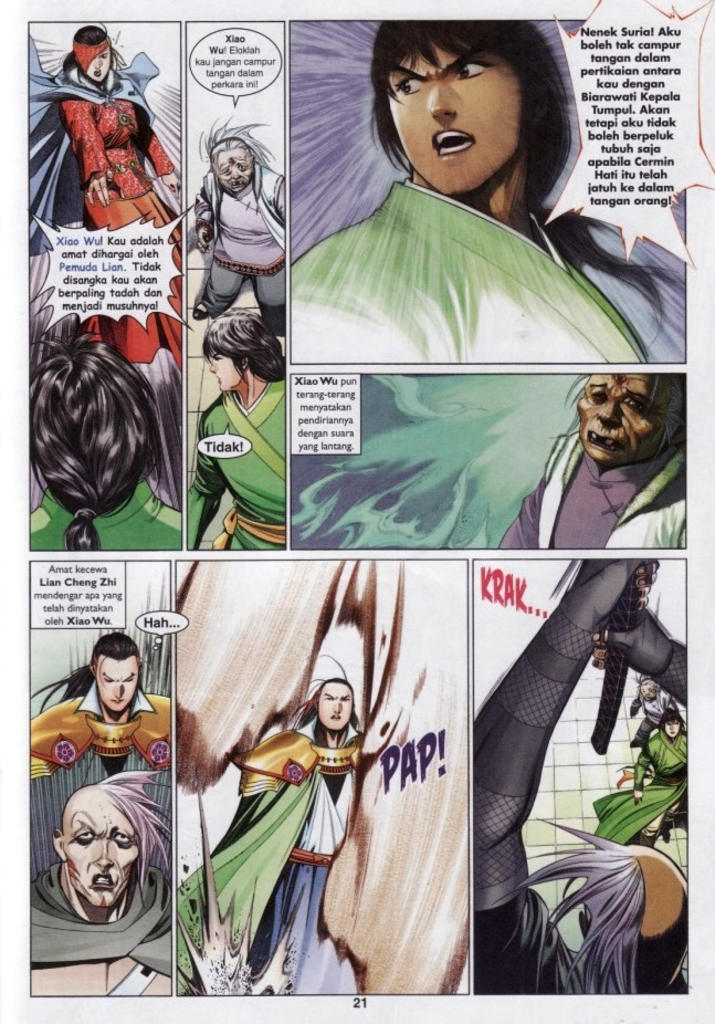 Xiao Wu! Kau adalah
amat dihargai oleh
Pemuda Lian. Tidak
disangka kau akan
berpaling tadah dan
menjadi musuhnya!
Xiao
Wu! Eloklah
kau jangan campur
tangan dalam
perkara ini!
Tidak!
Nenek Suria! Aku
boleh tak campur
tangan dalam
pertikaian antara
kau dengan
Biarawati Kepala
Tumpul. Akan
tetapi aku tidak
boleh berpeluk
tubuh saja
apabila Cermin
Hati itu telah
jatuh ke dalam
tangan orang!
Xiao Wu pun
terang-terang
menyatakan
pendiriannya
dengan suara
yang lantang.
Amat kecewa
Lian Cheng Zhi
mendengar apa yang
telah dinyatakan
oleh Xiao Wu.
Hah...
PAP!
KRAK...
21